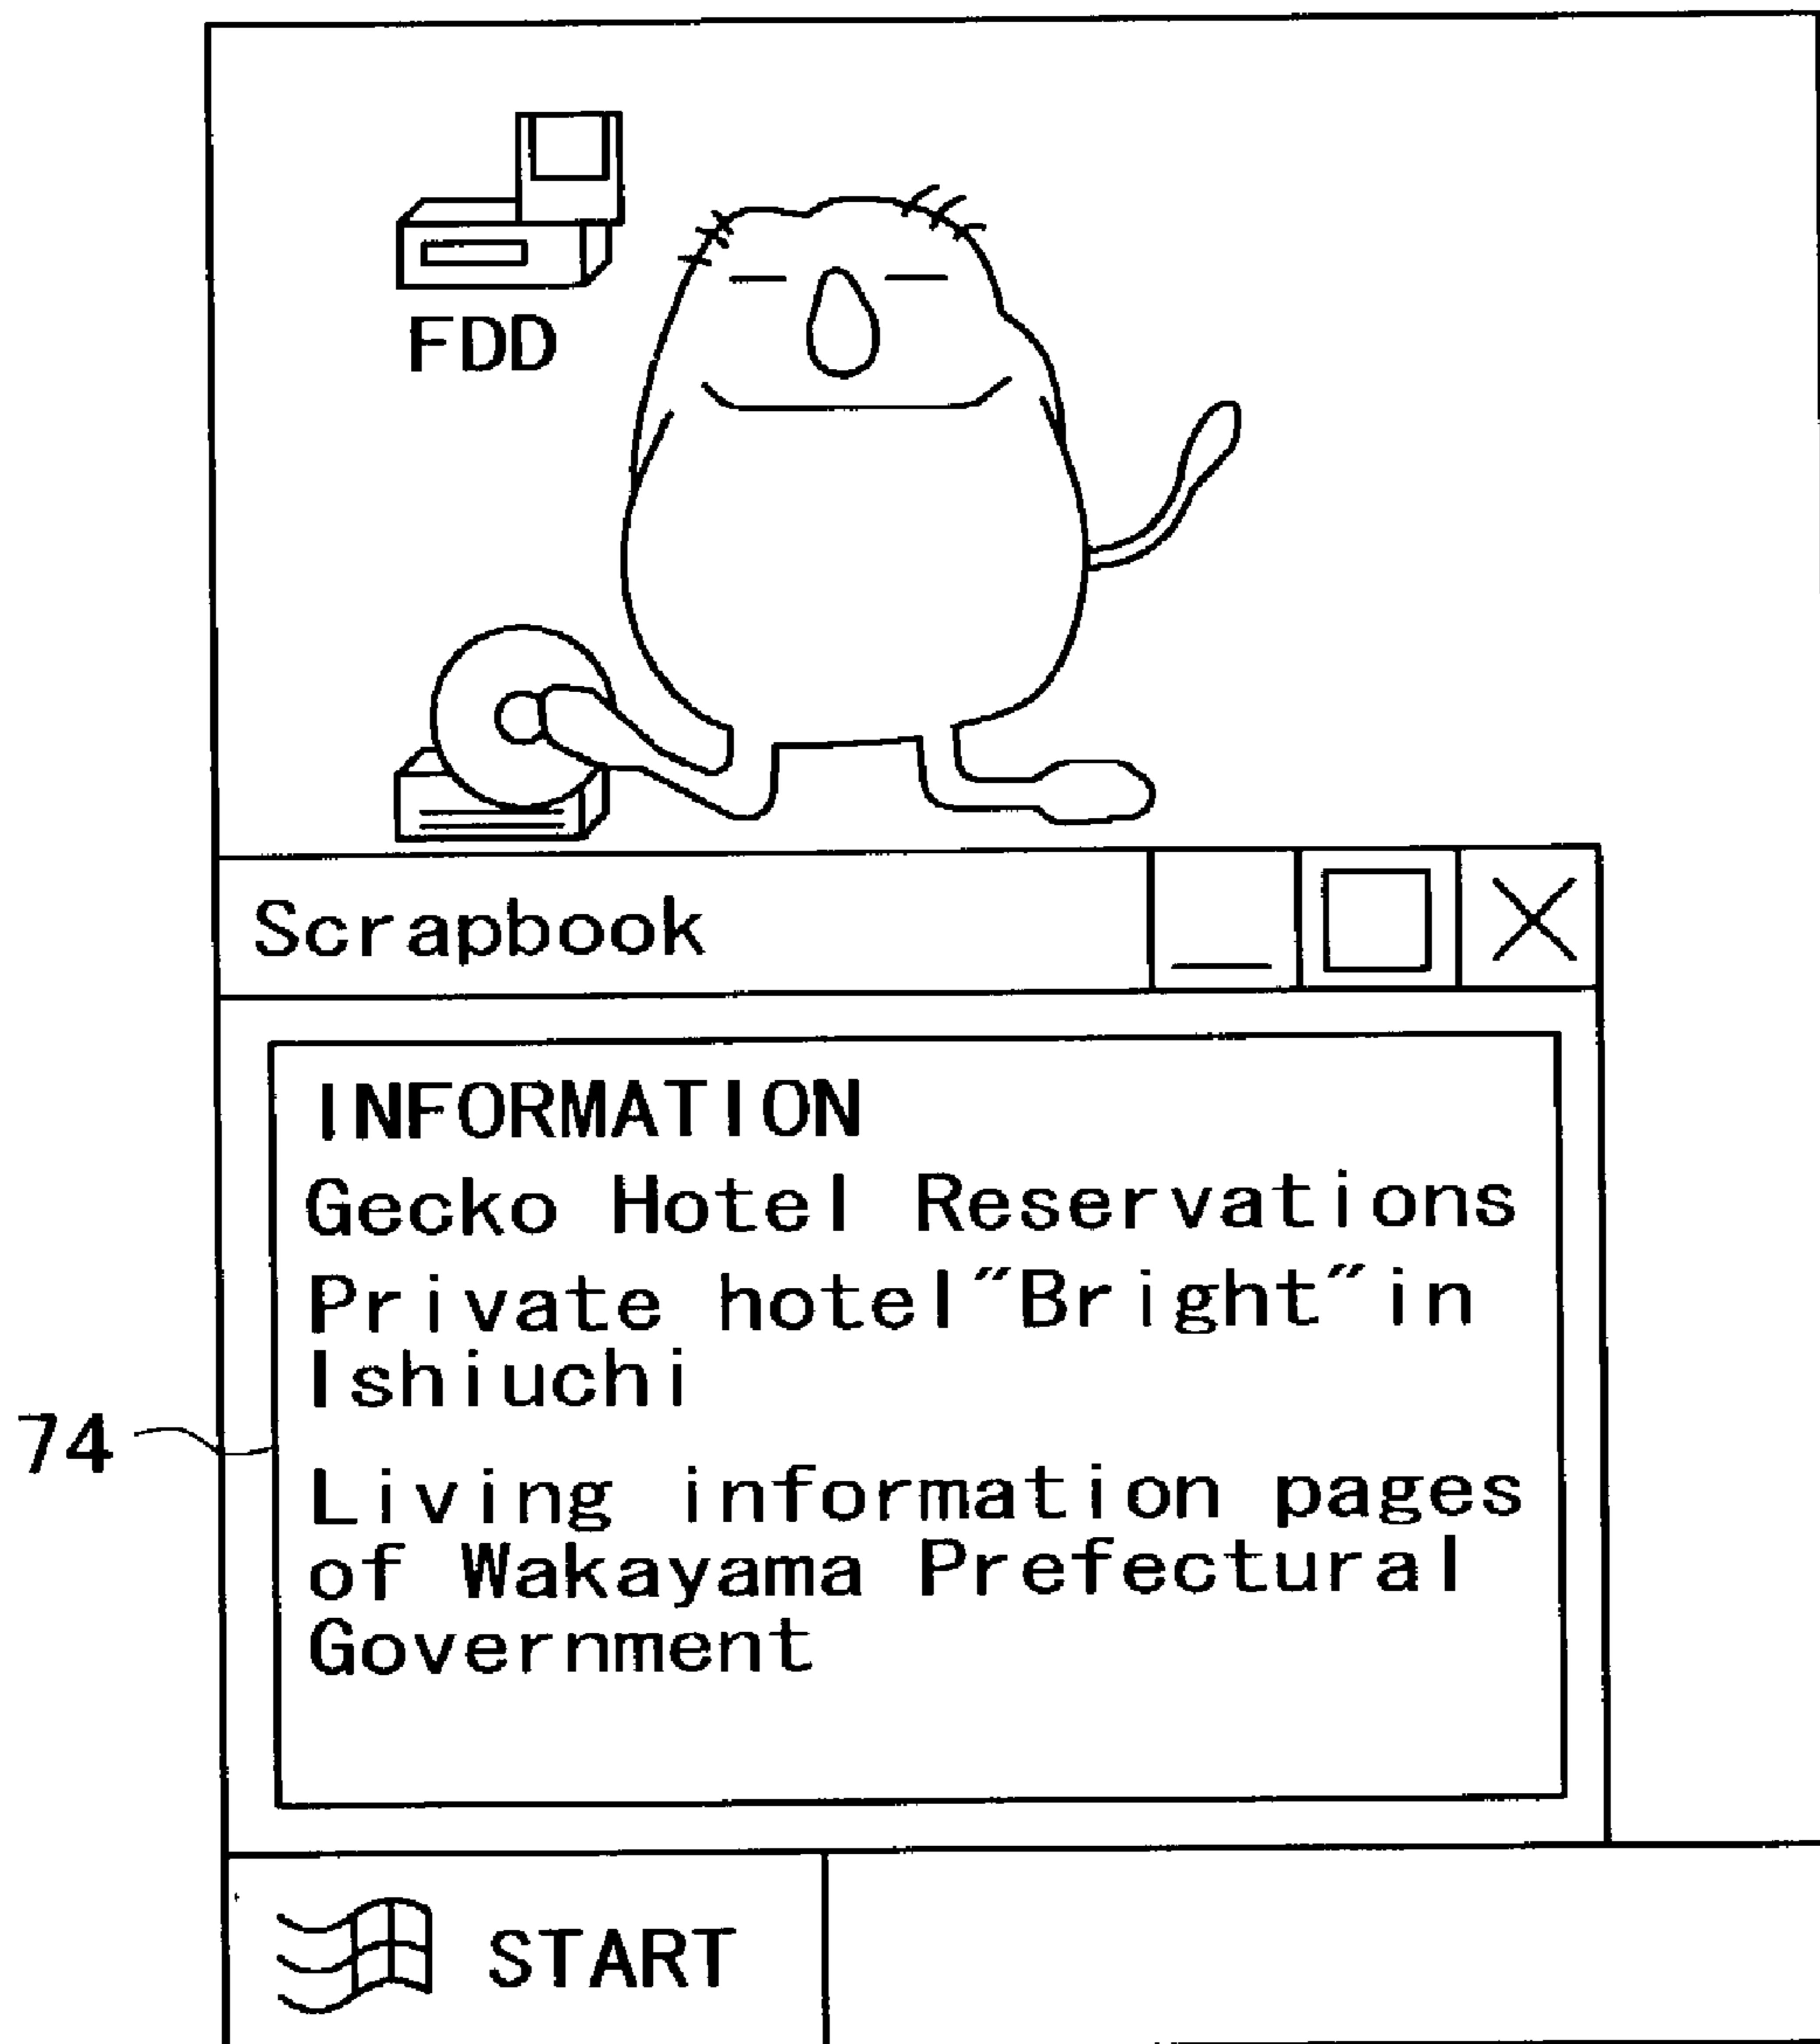 FDD
Scrapbook
INFORMATION
Gecko Hotel Reservations
Private hotel"Bright"in
Ishiuchi
74
Living information pages
of Wakayama Prefectural
Government
START